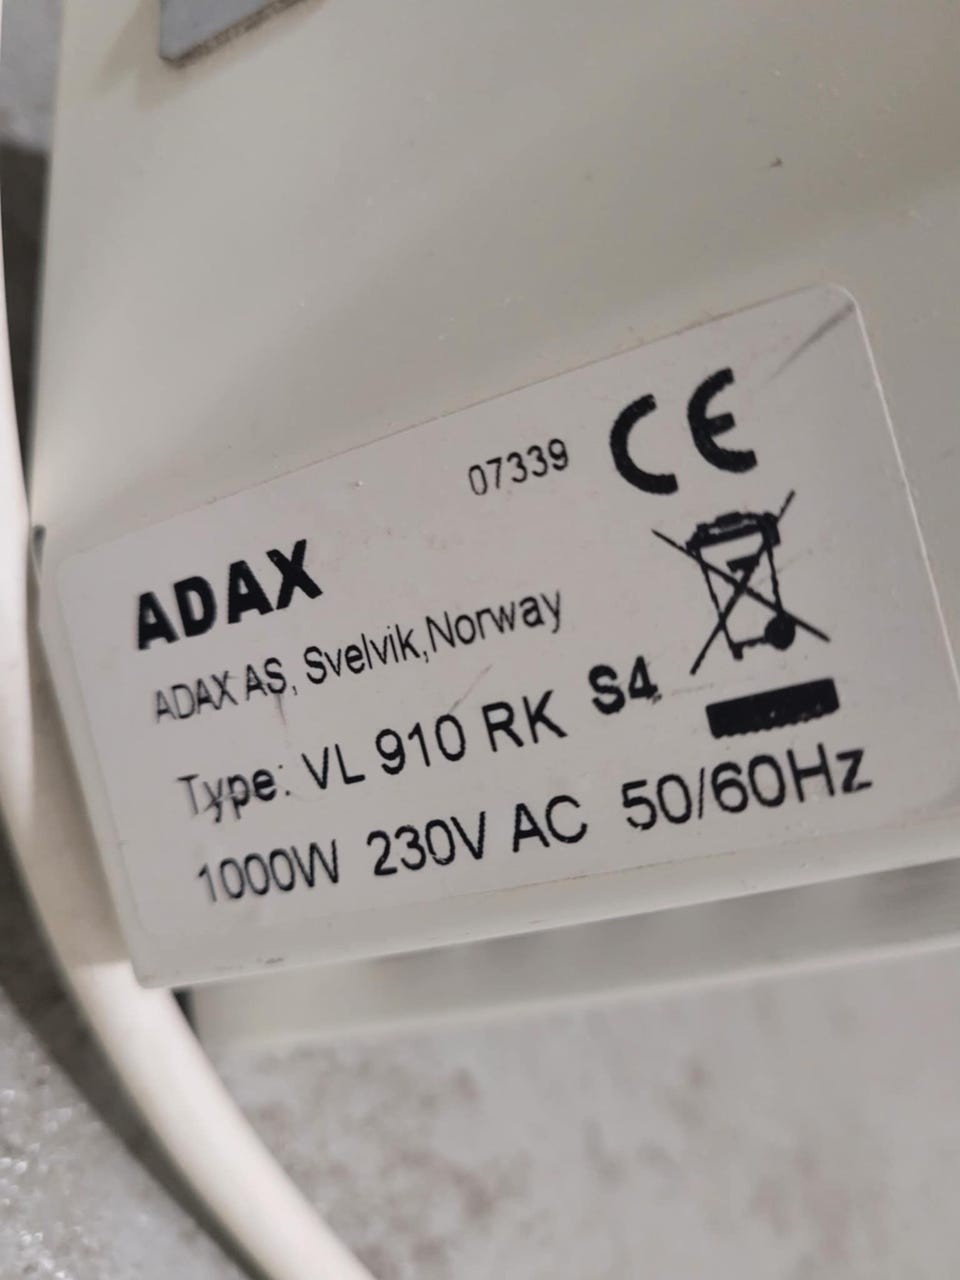 07339 CE
ADAX
ADAX AS, Svelvik, Norway
Type: VL 910 RK S4
1000W 230V AC 50/60Hz